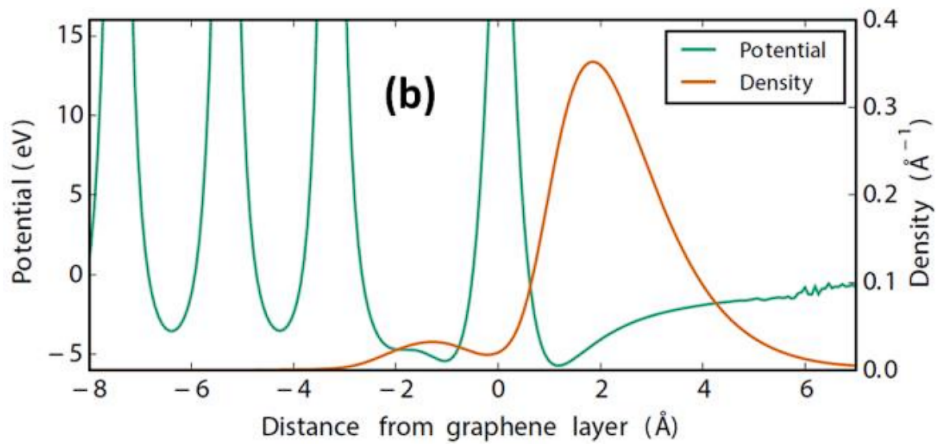 (b)
Potential
Density
Potential (eV)
15
10
5
0
−5
0.4
0.3
0.2
0.1
0.0
Density (Å⁻¹)
−8 −6 −4 −2 0 2 4 6
Distance from graphene layer (Å)